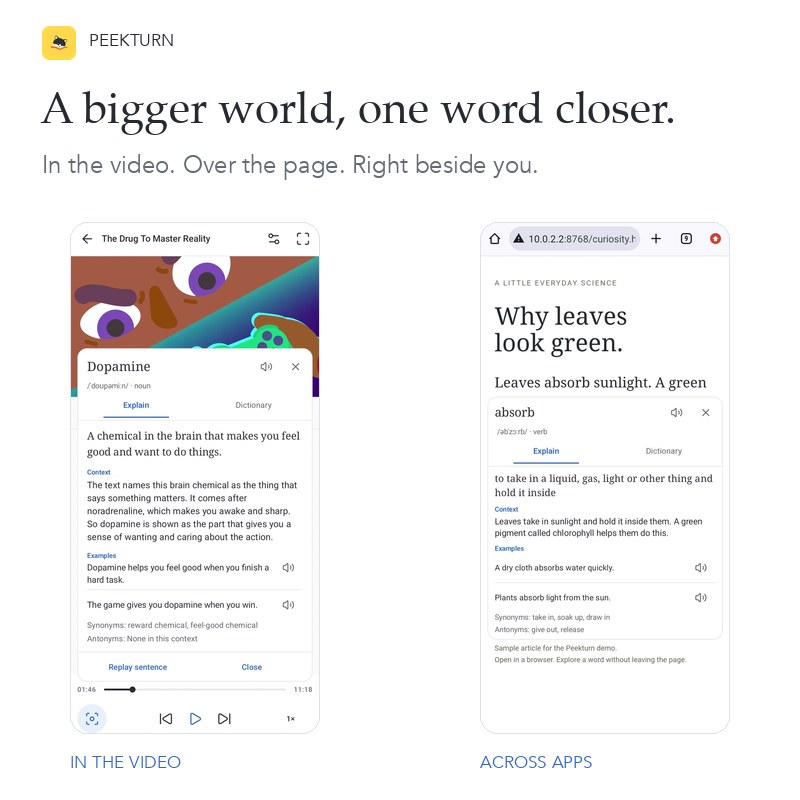 PEEKTURN
A bigger world, one word closer.
In the video. Over the page. Right beside you.
The Drug To Master Reality
Dopamine
/ˈdoʊpəmiːn/ · noun
Explain
Dictionary
A chemical in the brain that makes you feel
good and want to do things.
Context
The text names this brain chemical as the thing that
says something matters. It comes after
noradrenaline, which makes you awake and sharp.
So dopamine is shown as the part that gives you a
sense of wanting and caring about the action.
Examples
Dopamine helps you feel good when you finish a
hard task.
The game gives you dopamine when you win.
Synonyms: reward chemical, feel-good chemical
Antonyms: None in this context
Replay sentence
Close
01:46
11:18
1×
IN THE VIDEO
10.0.2.2:8768/curiosity.h
9
A LITTLE EVERYDAY SCIENCE
Why leaves
look green.
Leaves absorb sunlight. A green
absorb
/əbˈzɔːrb/ · verb
Explain
Dictionary
to take in a liquid, gas, light or other thing and
hold it inside
Context
Leaves take in sunlight and hold it inside them. A green
pigment called chlorophyll helps them do this.
Examples
A dry cloth absorbs water quickly.
Plants absorb light from the sun.
Synonyms: take in, soak up, draw in
Antonyms: give out, release
Sample article for the Peekturn demo.
Open in a browser. Explore a word without leaving the page.
ACROSS APPS